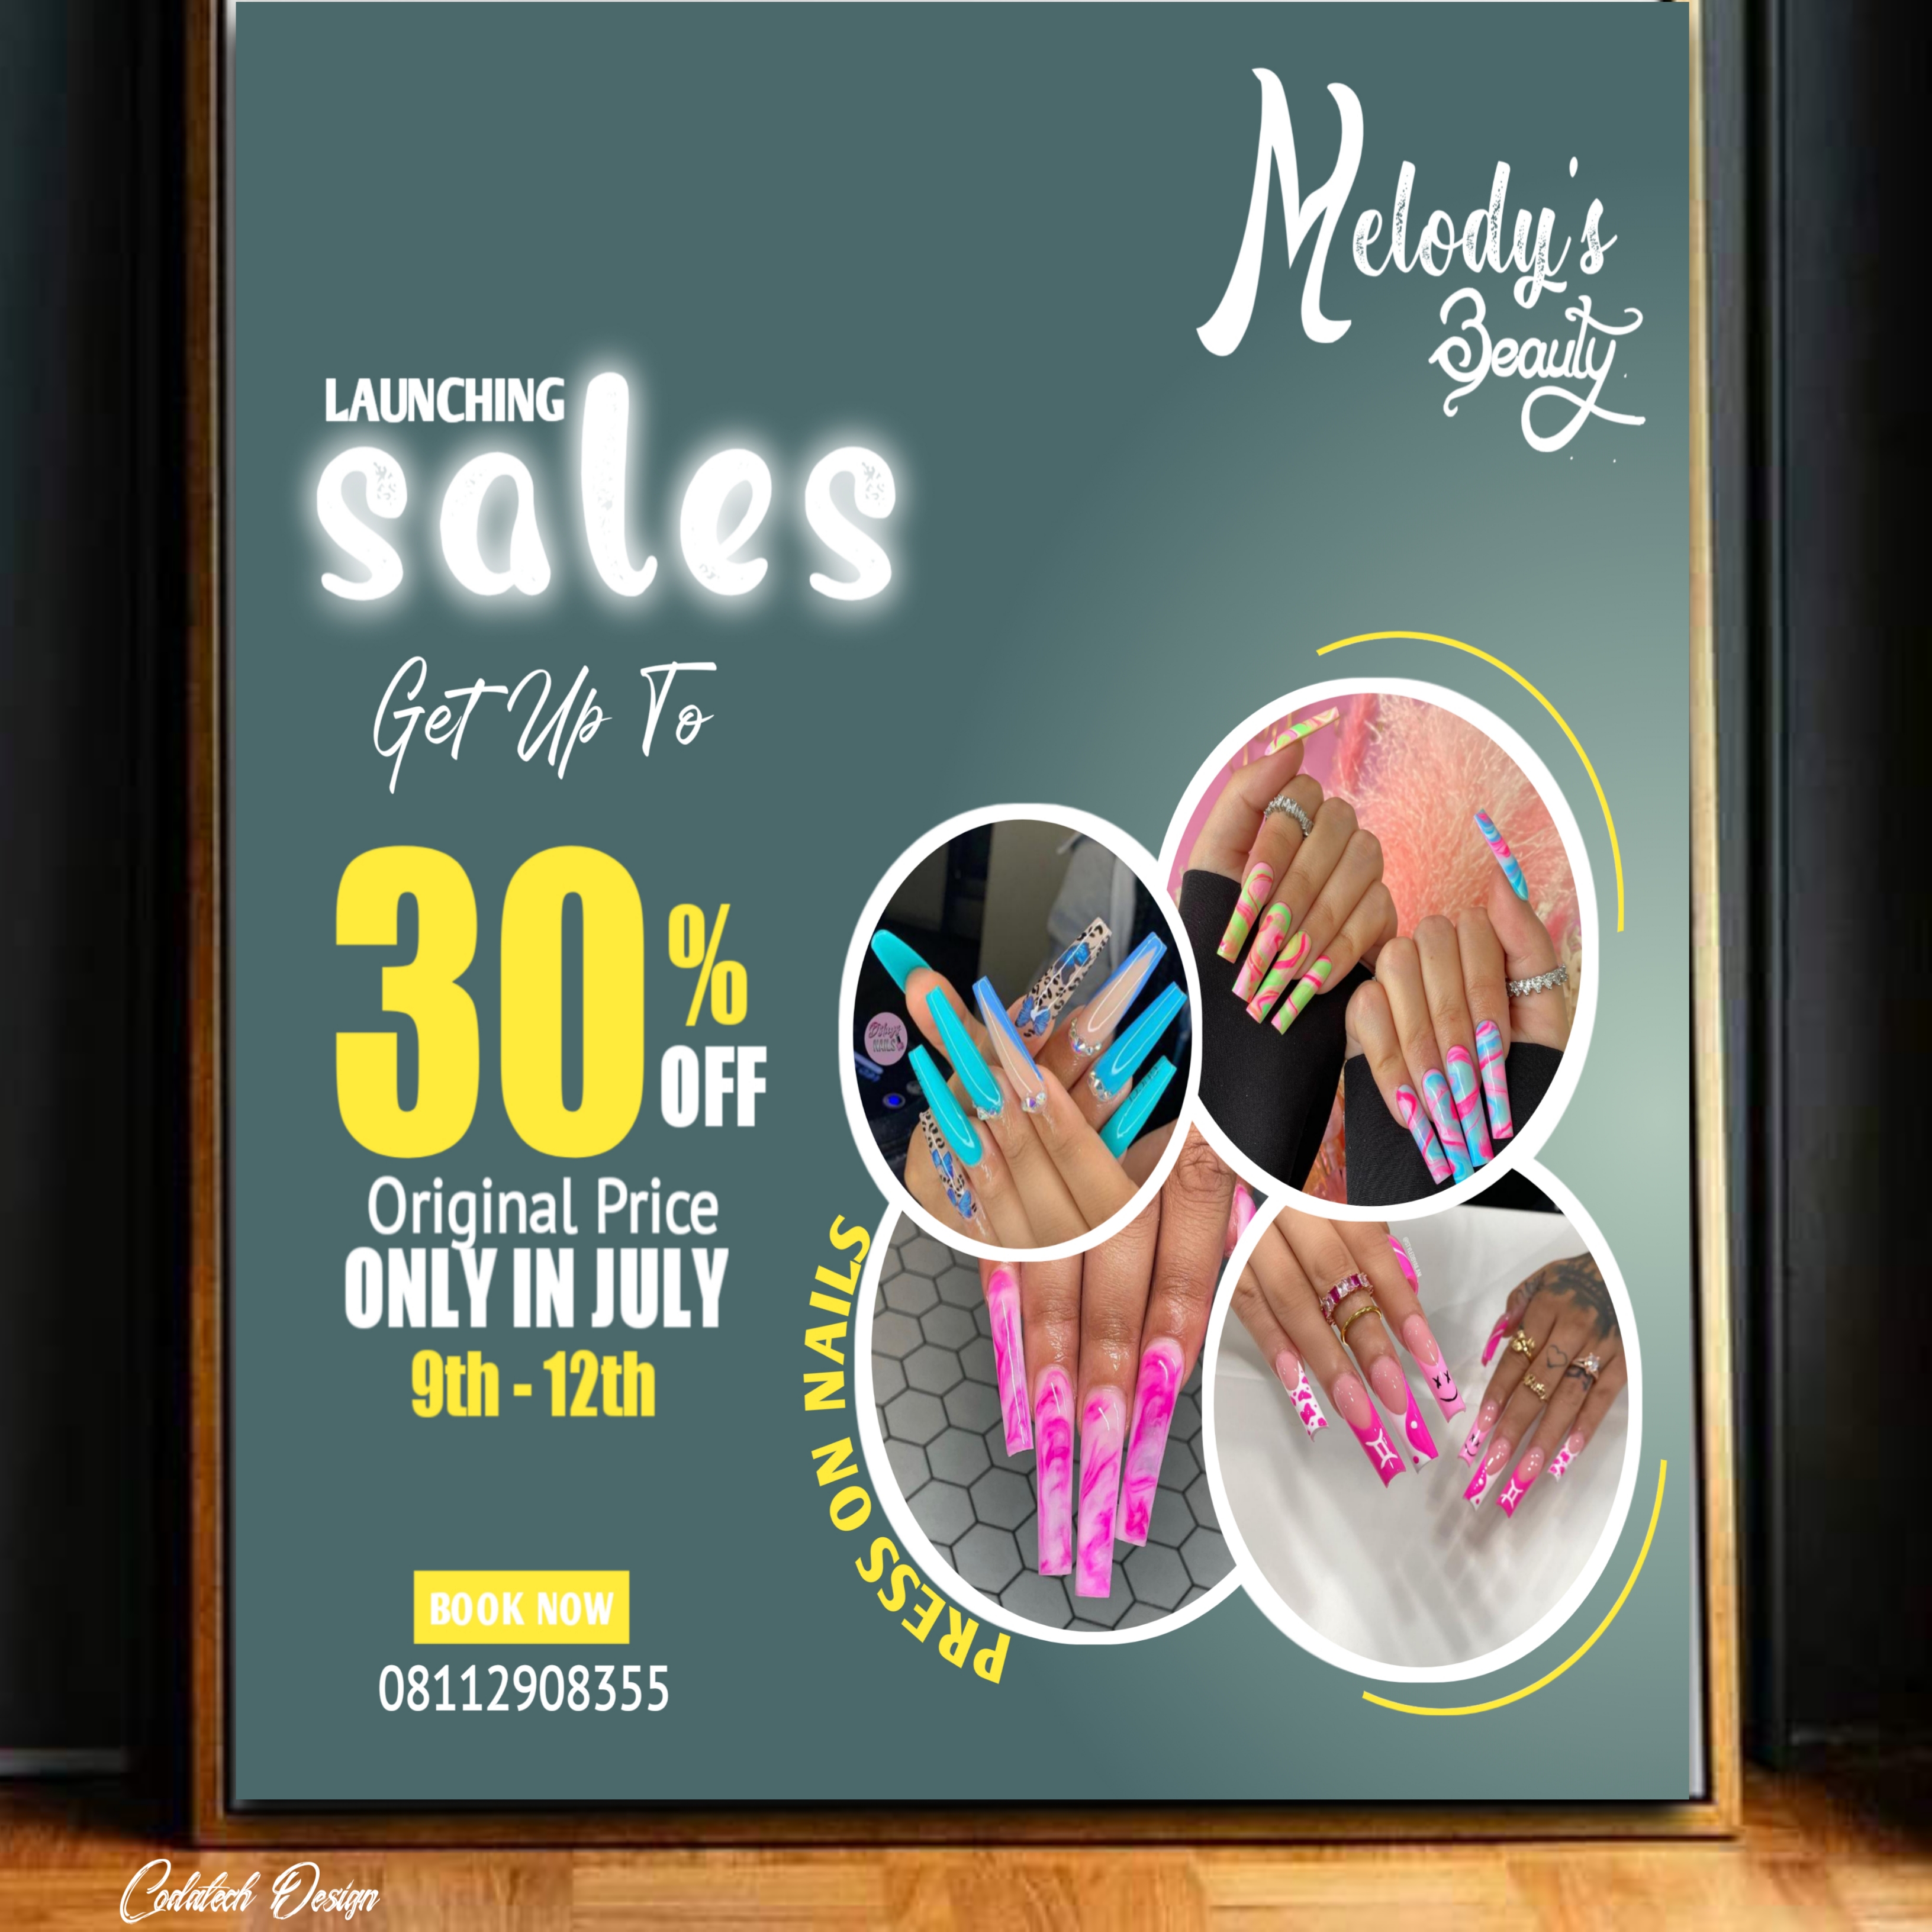 Melody's
Beauty
LAUNCHING
sales
Get Up To
30%
OFF
Original Price
ONLY IN JULY
9th - 12th
PRESS ON NAILS
BOOK NOW
08112908355
NAILS
Codatech Design